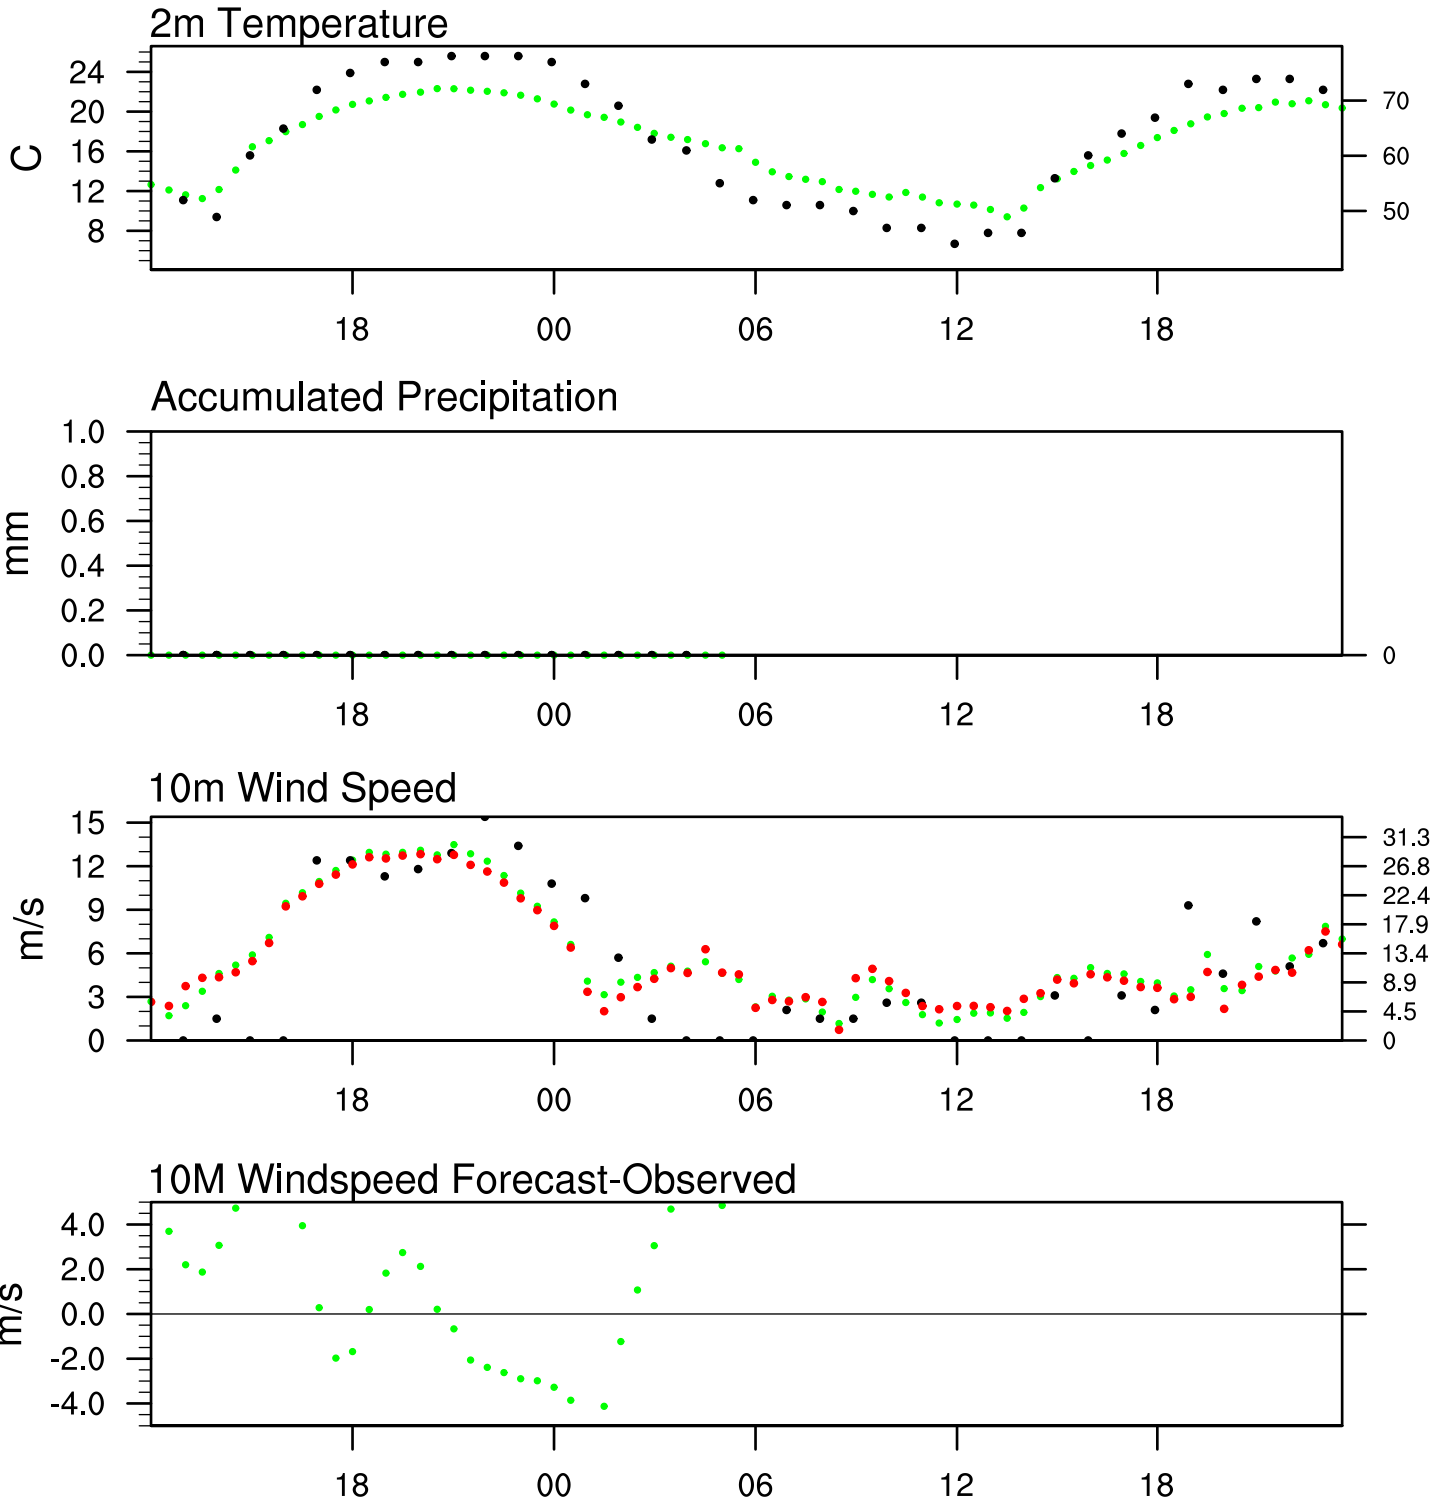 2m Temperature
24
20
16
12
8
C
70
60
50
18 00 06 12 18
Accumulated Precipitation
1.0
0.8
0.6
0.4
0.2
0.0
mm
0
18 00 06 12 18
10m Wind Speed
15
12
9
6
3
0
m/s
31.3
26.8
22.4
17.9
13.4
8.9
4.5
0
18 00 06 12 18
10M Windspeed Forecast-Observed
4.0
2.0
0.0
-2.0
-4.0
m/s
18 00 06 12 18